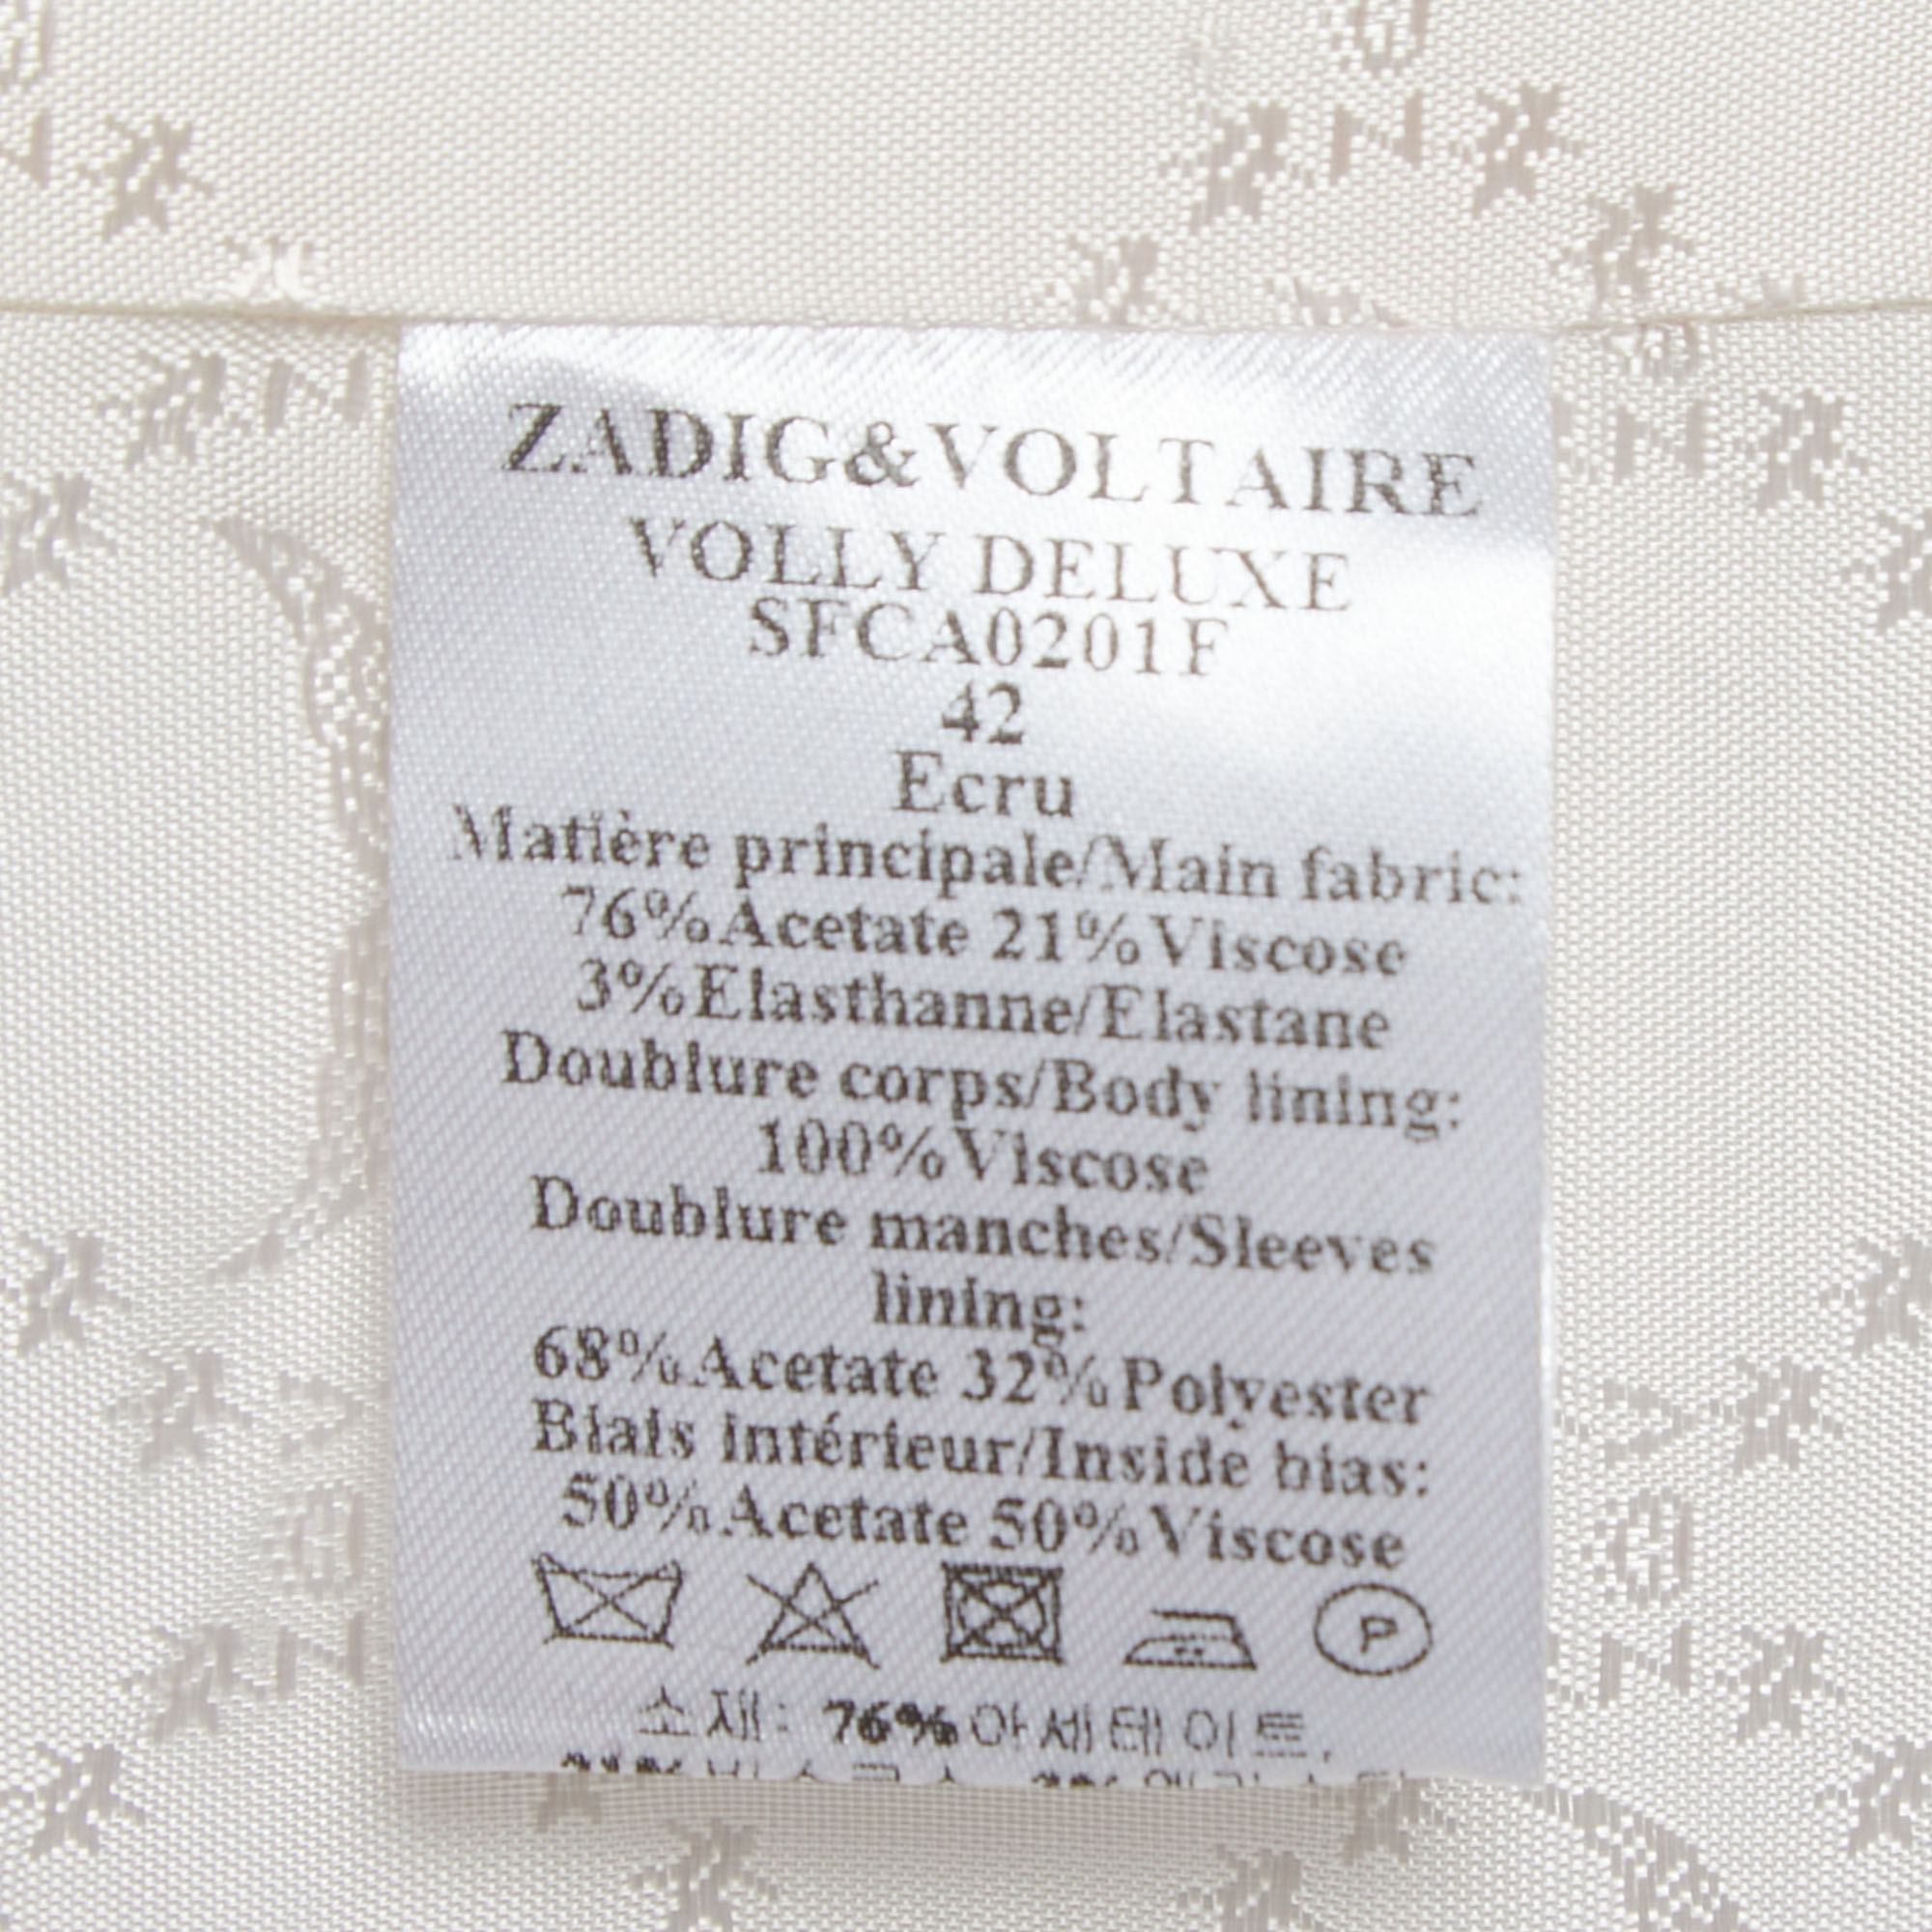 ZADIG&VOLTAIRE
VOLLY DELUXE
SFCA0201F
42
Ecru
Matière principale/Main fabric:
76%Acetate 21%Viscose
3%Elasthanne/Elastane
Doublure corps/Body lining:
100%Viscose
Doublure manches/Sleeves
lining:
68%Acetate 32%Polyester
Biais intérieur/Inside bias:
50%Acetate 50%Viscose
P
소재: 76%아세테이트,